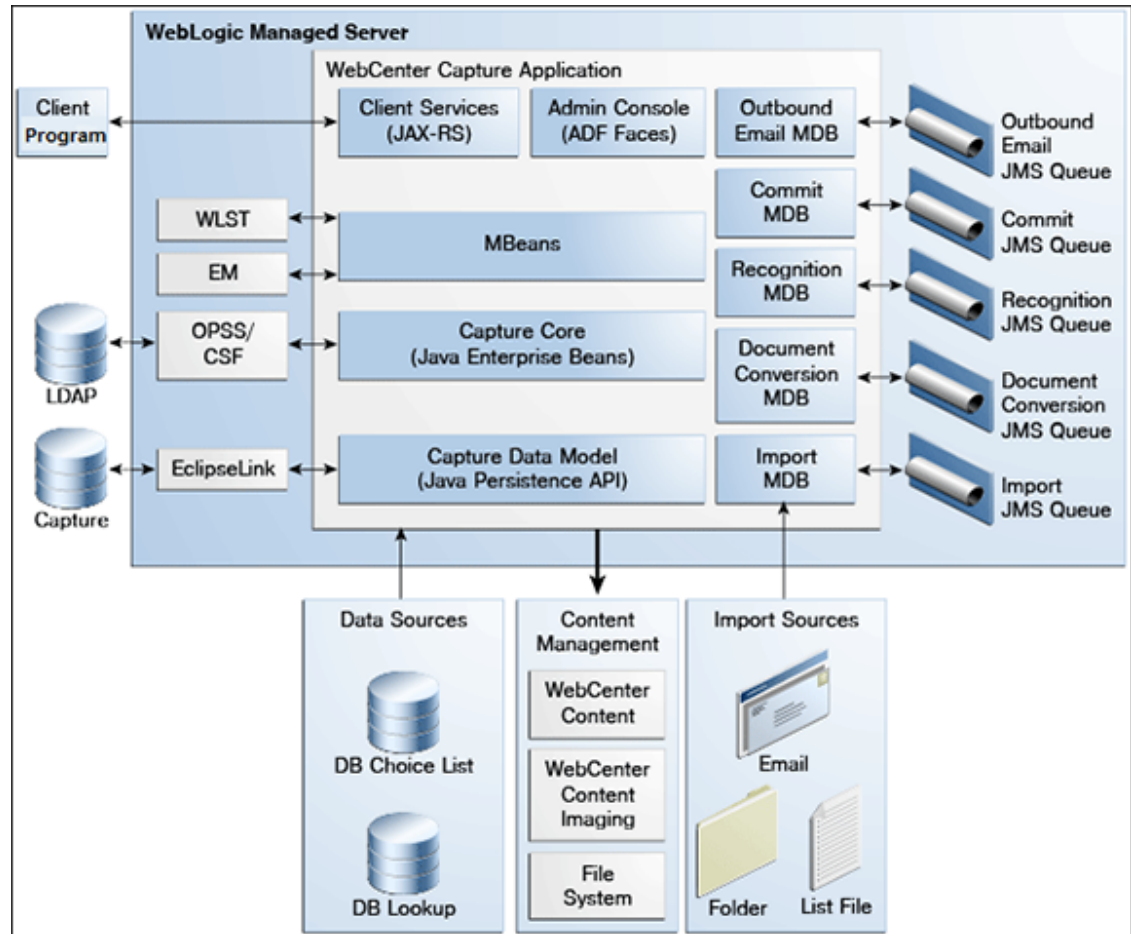 WebLogic Managed Server
WebCenter Capture Application
Client
Program
Client Services
(JAX-RS)
Admin Console
(ADF Faces)
Outbound
Email MDB
Outbound
Email
JMS Queue
WLST
MBeans
Commit
MDB
Commit
JMS Queue
EM
Recognition
MDB
Recognition
JMS Queue
LDAP
OPSS/
CSF
Capture Core
(Java Enterprise Beans)
Document
Conversion
MDB
Document
Conversion
JMS Queue
Capture
EclipseLink
Capture Data Model
(Java Persistence API)
Import
MDB
Import
JMS Queue
Data Sources
DB Choice List
DB Lookup
Content
Management
WebCenter
Content
WebCenter
Content
Imaging
File
System
Import Sources
Email
Folder
List File